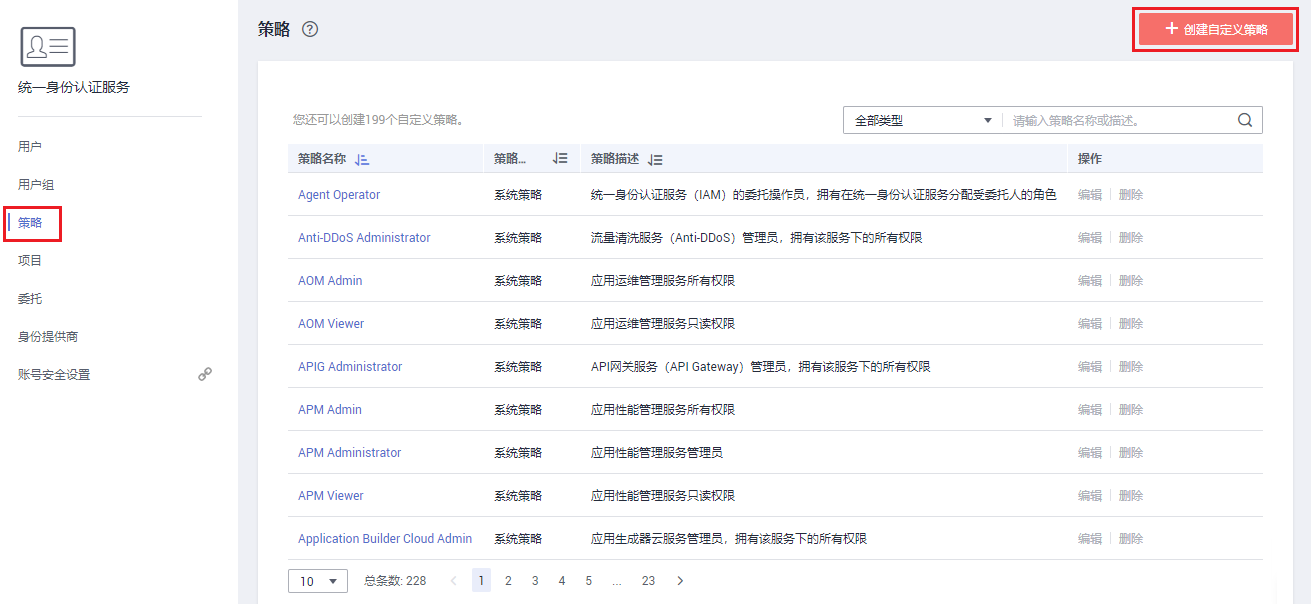 策略 ?
+ 创建自定义策略
统一身份认证服务
用户
用户组
策略
项目
委托
身份提供商
账号安全设置
您还可以创建199个自定义策略。
全部类型 请输入策略名称或描述。
策略名称 策略... 策略描述 操作
Agent Operator 系统策略 统一身份认证服务（IAM）的委托操作员，拥有在统一身份认证服务分配受委托人的角色 编辑 删除
Anti-DDoS Administrator 系统策略 流量清洗服务（Anti-DDoS）管理员，拥有该服务下的所有权限 编辑 删除
AOM Admin 系统策略 应用运维管理服务所有权限 编辑 删除
AOM Viewer 系统策略 应用运维管理服务只读权限 编辑 删除
APIG Administrator 系统策略 API网关服务（API Gateway）管理员，拥有该服务下的所有权限 编辑 删除
APM Admin 系统策略 应用性能管理服务所有权限 编辑 删除
APM Administrator 系统策略 应用性能管理服务管理员 编辑 删除
APM Viewer 系统策略 应用性能管理服务只读权限 编辑 删除
Application Builder Cloud Admin 系统策略 应用生成器云服务管理员，拥有该服务下的所有权限 编辑 删除
10 总条数: 228 < 1 2 3 4 5 ... 23 >